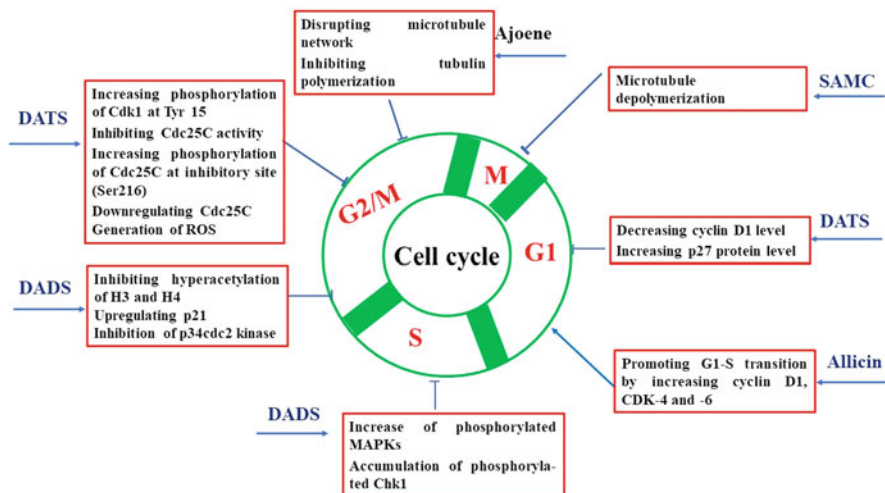 Disrupting microtubule
network
Inhibiting tubulin
polymerization
Ajoene
Microtubule
depolymerization
SAMC
DATS
Increasing phosphorylation
of Cdk1 at Tyr 15
Inhibiting Cdc25C activity
Increasing phosphorylation
of Cdc25C at inhibitory site
(Ser216)
Downregulating Cdc25C
Generation of ROS
G2/M
M
Cell cycle
G1
S
Decreasing cyclin D1 level
Increasing p27 protein level
DATS
DADS
Inhibiting hyperacetylation
of H3 and H4
Upregulating p21
Inhibition of p34cdc2 kinase
Promoting G1-S transition
by increasing cyclin D1,
CDK-4 and -6
Allicin
DADS
Increase of phosphorylated
MAPKs
Accumulation of phosphoryla-
ted Chk1